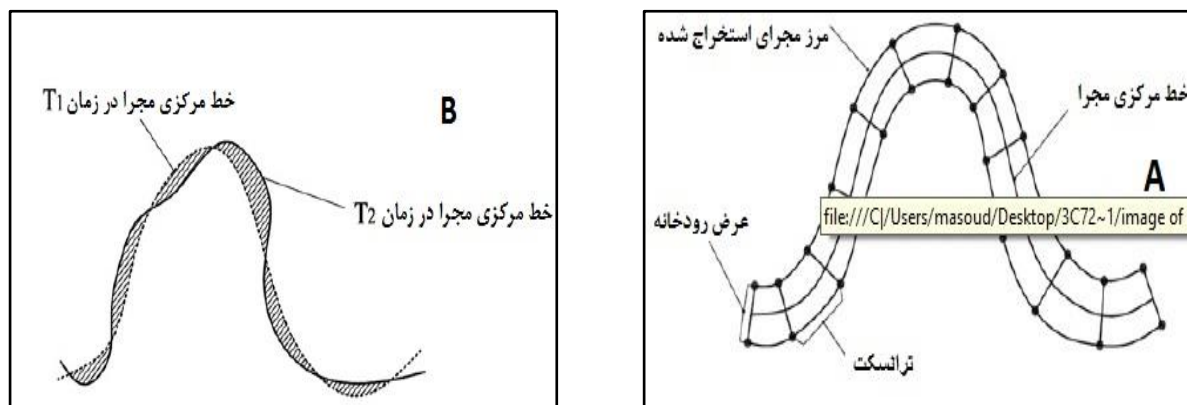 مرز مجرای استخراج شده
خط مرکزی مجرا
A
file:///C|/Users/masoud/Desktop/3C72~1/image of
عرض رودخانه
ترانسکت
خط مرکزی مجرا در زمان T1
B
خط مرکزی مجرا در زمان T2